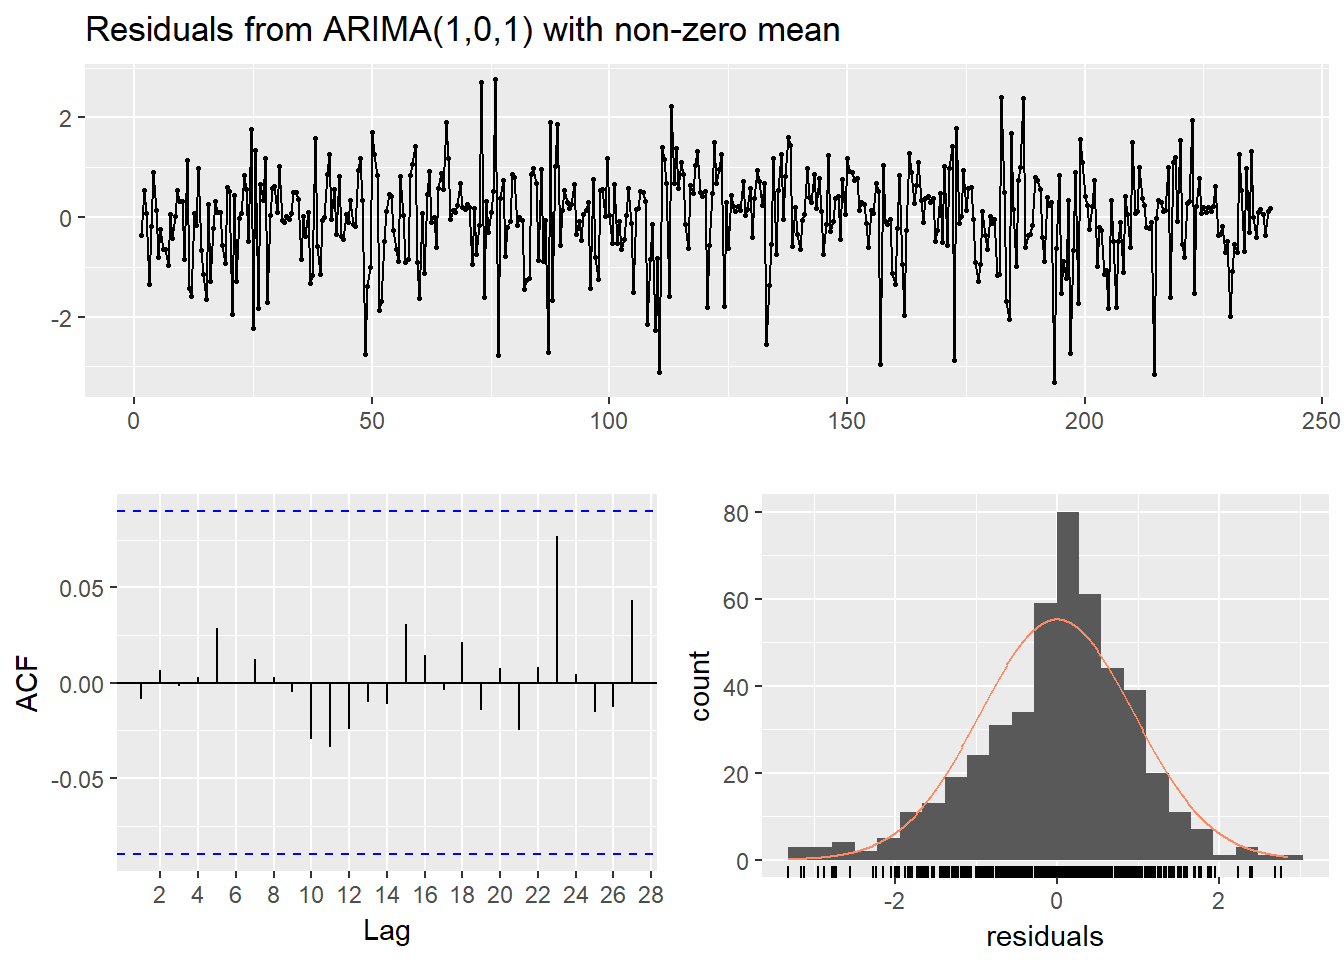 Residuals from ARIMA(1,0,1) with non-zero mean
2
0
-2
0 50 100 150 200 250
ACF
0.05
0.00
-0.05
2 4 6 8 10 12 14 16 18 20 22 24 26 28
Lag
count
80
60
40
20
0
-2 0 2
residuals